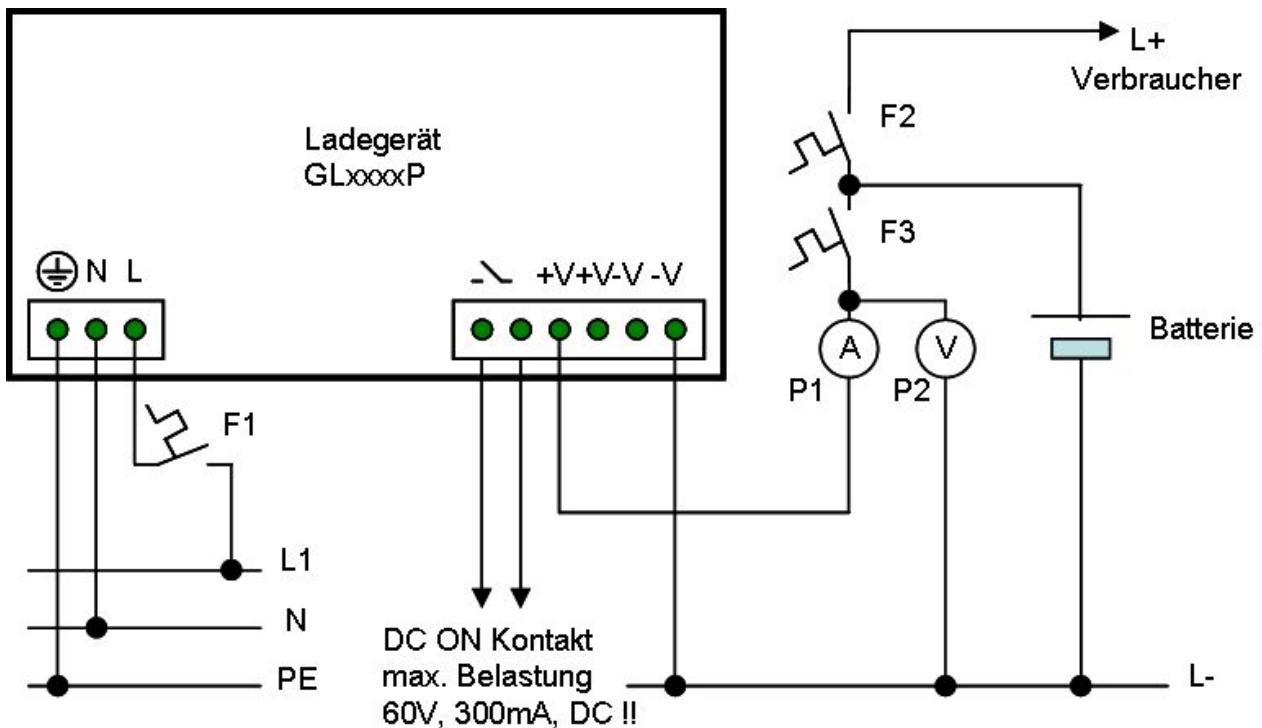 Ladegerät
GLxxxxP
N L
+V+V-V -V
F1
L1
N
PE
DC ON Kontakt
max. Belastung
60V, 300mA, DC !!
L+
Verbraucher
F2
F3
A
V
P1
P2
Batterie
L-